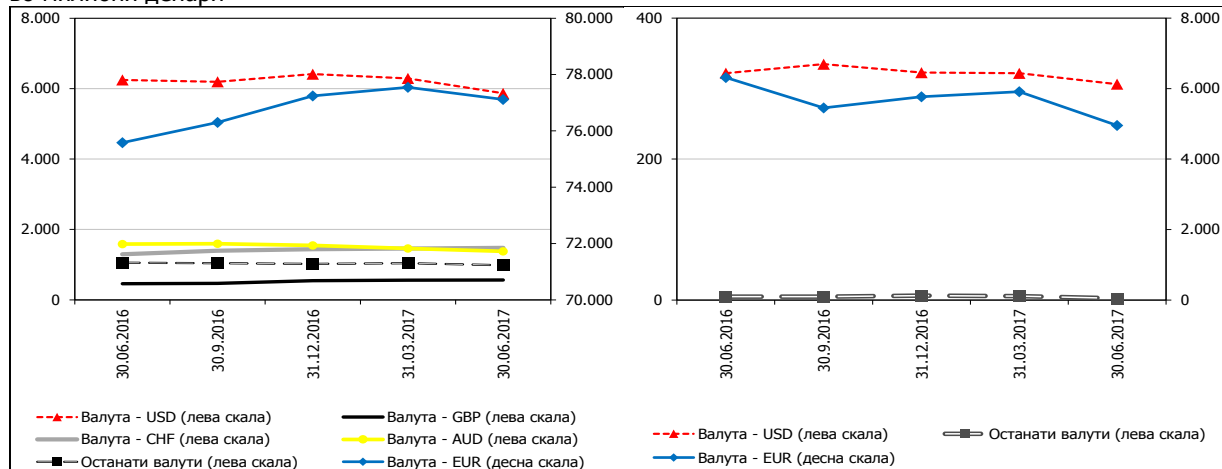 во милиони денари
8.000
6.000
4.000
2.000
0
80.000
78.000
76.000
74.000
72.000
70.000
30.06.2016
30.9.2016
31.12.2016
31.03.2017
30.06.2017
Валута - USD (лева скала)
Валута - GBP (лева скала)
Валута - CHF (лева скала)
Валута - AUD (лева скала)
Останати валути (лева скала)
Валута - EUR (десна скала)
400
200
0
8.000
6.000
4.000
2.000
0
30.06.2016
30.9.2016
31.12.2016
31.03.2017
30.06.2017
Валута - USD (лева скала)
Останати валути (лева скала)
Валута - EUR (десна скала)